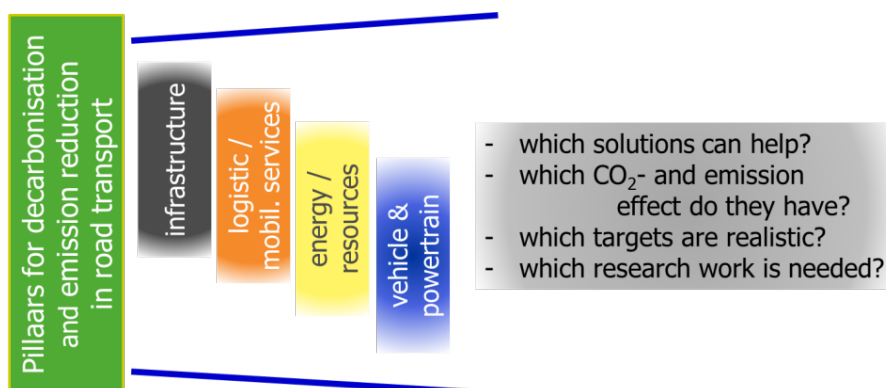 Pillaars for decarbonisation
and emission reduction
in road transport
infrastructure
logistic /
mobil. services
energy /
resources
vehicle &
powertrain
- which solutions can help?
- which CO₂- and emission
effect do they have?
- which targets are realistic?
- which research work is needed?